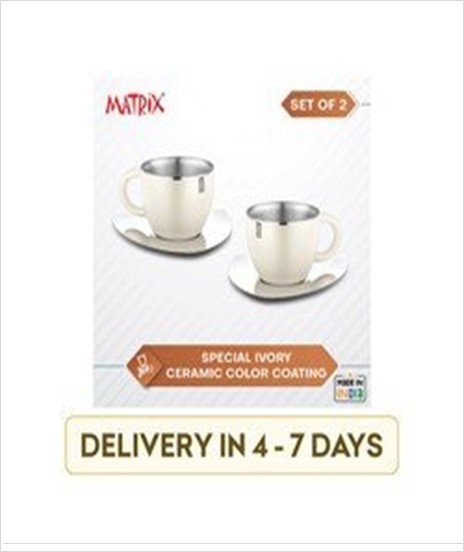 MATRIX
SET OF 2
SPECIAL IVORY
CERAMIC COLOR COATING
MADE IN
INDIA
DELIVERY IN 4 - 7 DAYS